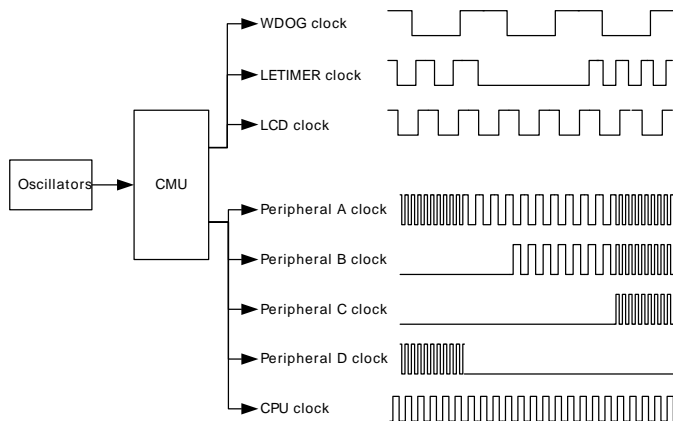 WDOG clock
LETIMER clock
LCD clock
Oscillators
CMU
Peripheral A clock
Peripheral B clock
Peripheral C clock
Peripheral D clock
CPU clock